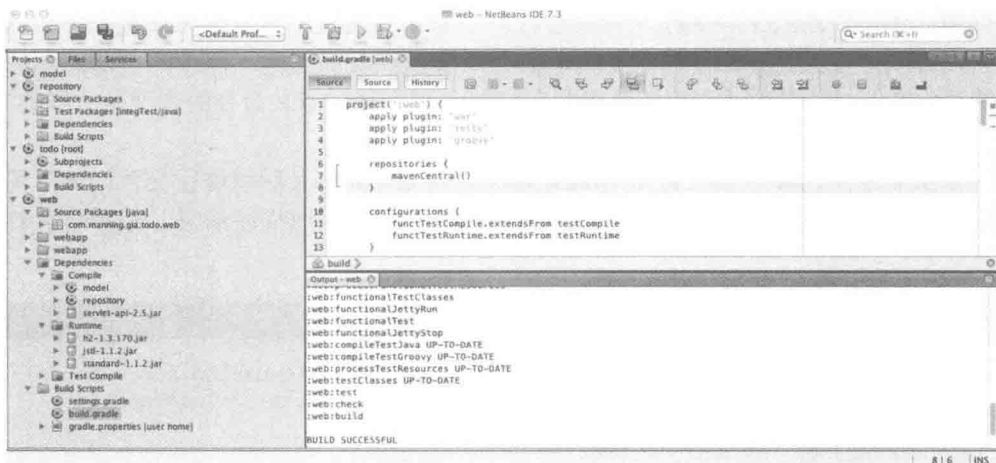 web - NetBeans IDE 7.3
<Default Prof...
Search (⌘+I)
Projects Files Services
model
repository
Source Packages
Test Packages [integTest/java]
Dependencies
Build Scripts
todo [root]
Subprojects
Dependencies
Build Scripts
web
Source Packages [java]
com.manning.gia.todo.web
webapp
webapp
Dependencies
Compile
model
repository
servlet-api-2.5.jar
Runtime
h2-1.3.170.jar
jstl-1.1.2.jar
standard-1.1.2.jar
Test Compile
Build Scripts
settings.gradle
build.gradle
gradle.properties [user home]
build.gradle [web]
Source Source History
1 project(':web') {
2 apply plugin: 'war'
3 apply plugin: 'jetty'
4 apply plugin: 'groovy'
5
6 repositories {
7 mavenCentral()
8 }
9
10 configurations {
11 functTestCompile.extendsFrom testCompile
12 functTestRuntime.extendsFrom testRuntime
13 }
build
Output - web
:web:functionalTestClasses
:web:functionalJettyRun
:web:functionalTest
:web:functionalJettyStop
:web:compileTestJava UP-TO-DATE
:web:compileTestGroovy UP-TO-DATE
:web:processTestResources UP-TO-DATE
:web:testClasses UP-TO-DATE
:web:test
:web:check
:web:build
BUILD SUCCESSFUL
8 | 6 INS